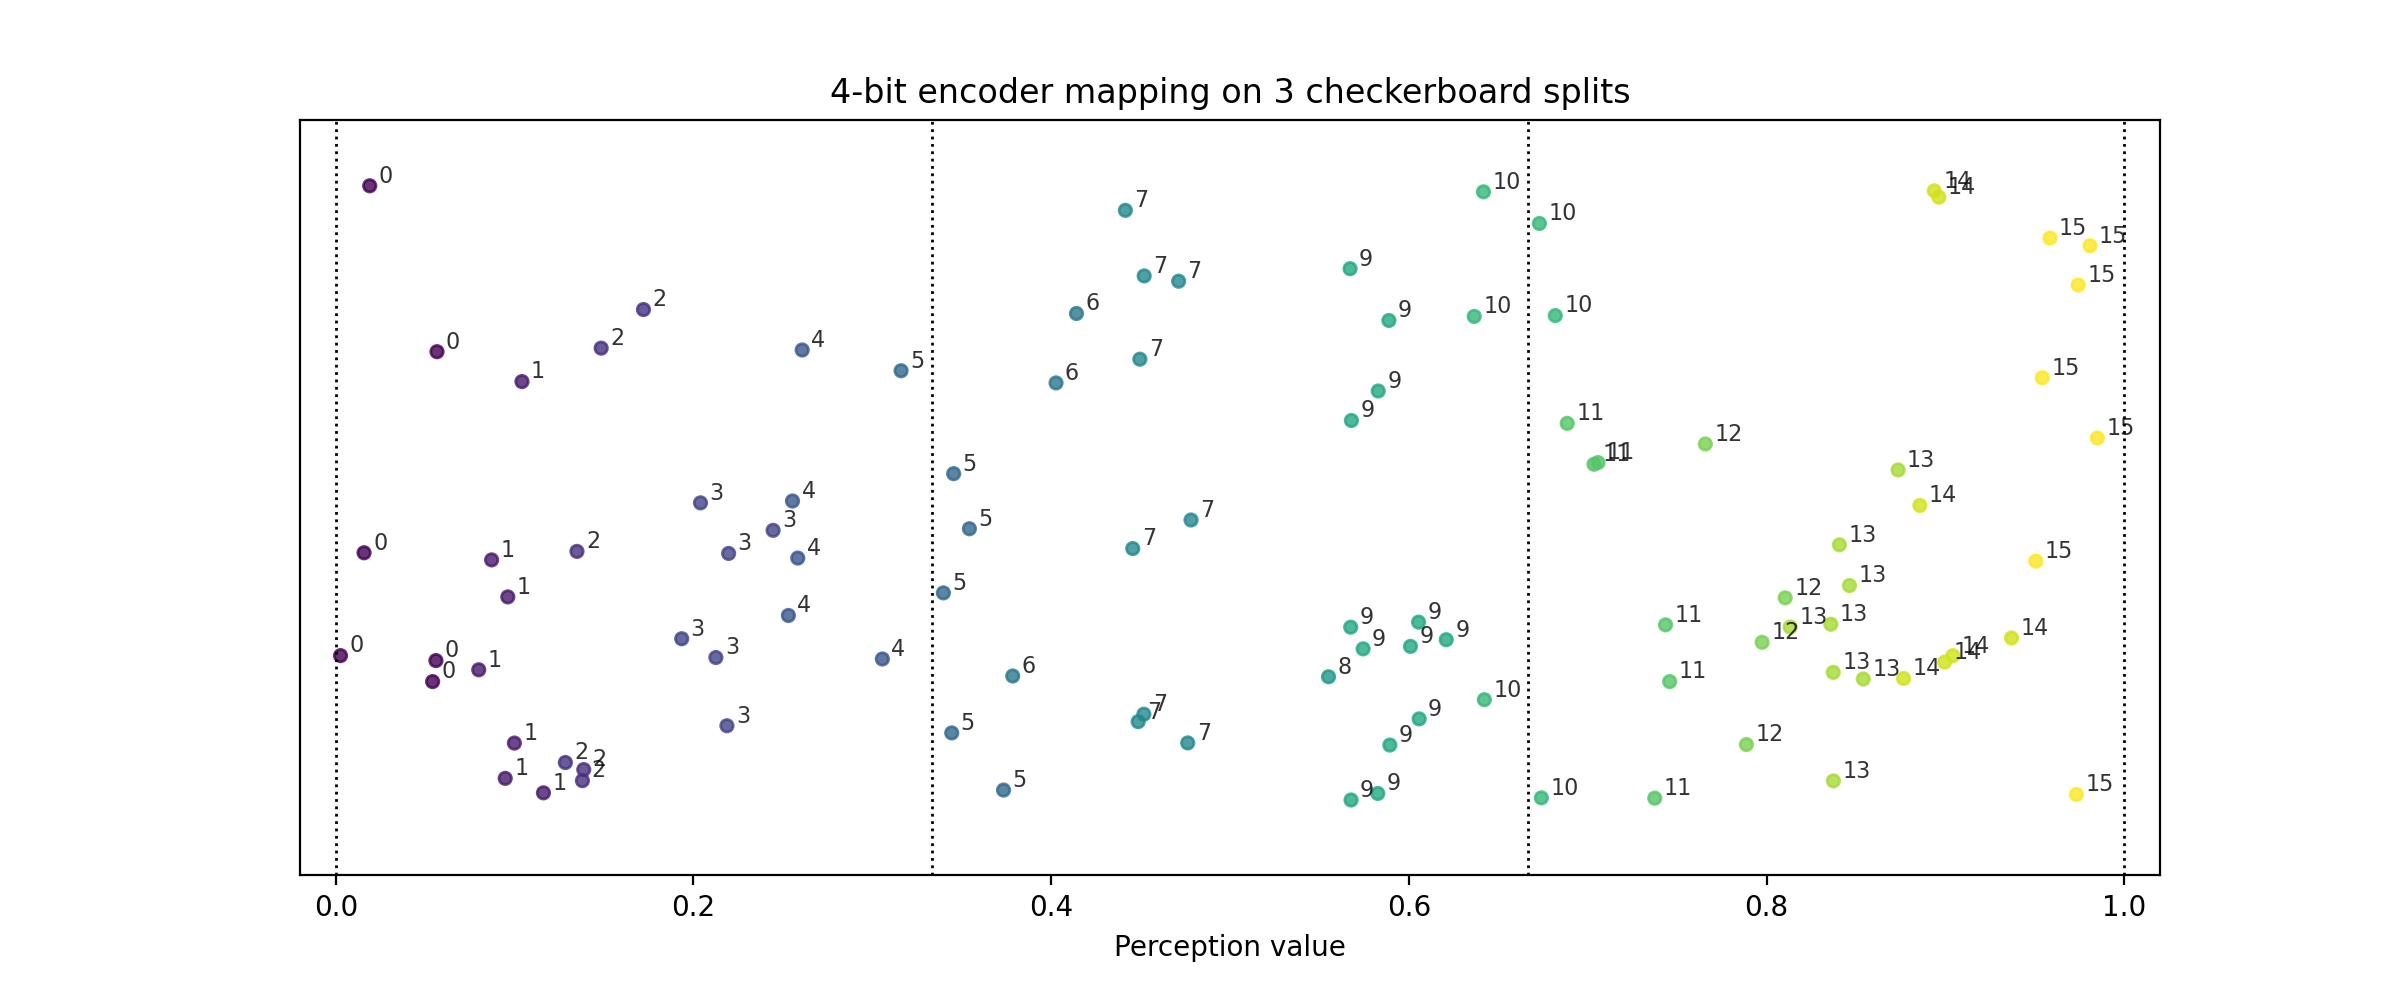 4-bit encoder mapping on 3 checkerboard splits
0 10 14 14
7 10
15 15
9 7 7 15
2 6 9 10 10
0 2 4 7
1 5 6 9 15
9 11 15 12
5 11 11 13
3 4 14
3 5 7 13
0 1 2 3 4 7 15
1 5 12 13
4 9 9 11 13 13
3 9 9 9 12 14
0 0 3 4 14 14
0 1 6 8 11 13 13 14
10
3 5 7 7 9
1 7 9 12
2 2
1 2 13
1 5 9 9 10 11 15
0.0 0.2 0.4 0.6 0.8 1.0
Perception value